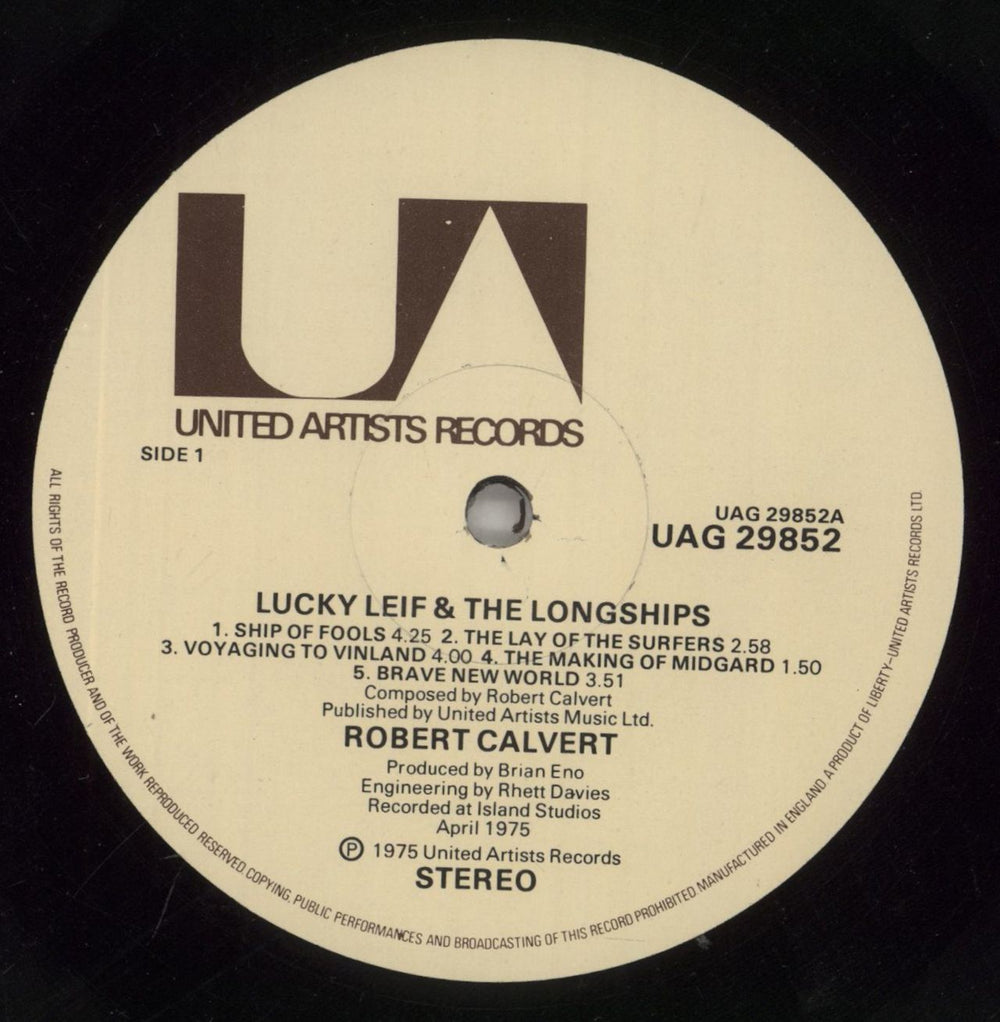 UA
UNITED ARTISTS RECORDS
SIDE 1
UAG 29852A
UAG 29852
LUCKY LEIF & THE LONGSHIPS
1. SHIP OF FOOLS 4.25 2. THE LAY OF THE SURFERS 2.58
3. VOYAGING TO VINLAND 4.00 4. THE MAKING OF MIDGARD 1.50
5. BRAVE NEW WORLD 3.51
Composed by Robert Calvert
Published by United Artists Music Ltd.
ROBERT CALVERT
Produced by Brian Eno
Engineering by Rhett Davies
Recorded at Island Studios
April 1975
Ⓟ 1975 United Artists Records
STEREO
ALL RIGHTS OF THE RECORD PRODUCER AND OF THE WORK REPRODUCED RESERVED COPYING, PUBLIC PERFORMANCES AND BROADCASTING OF THIS RECORD PROHIBITED. MANUFACTURED IN ENGLAND. A PRODUCT OF LIBERTY-UNITED ARTISTS RECORDS LTD.